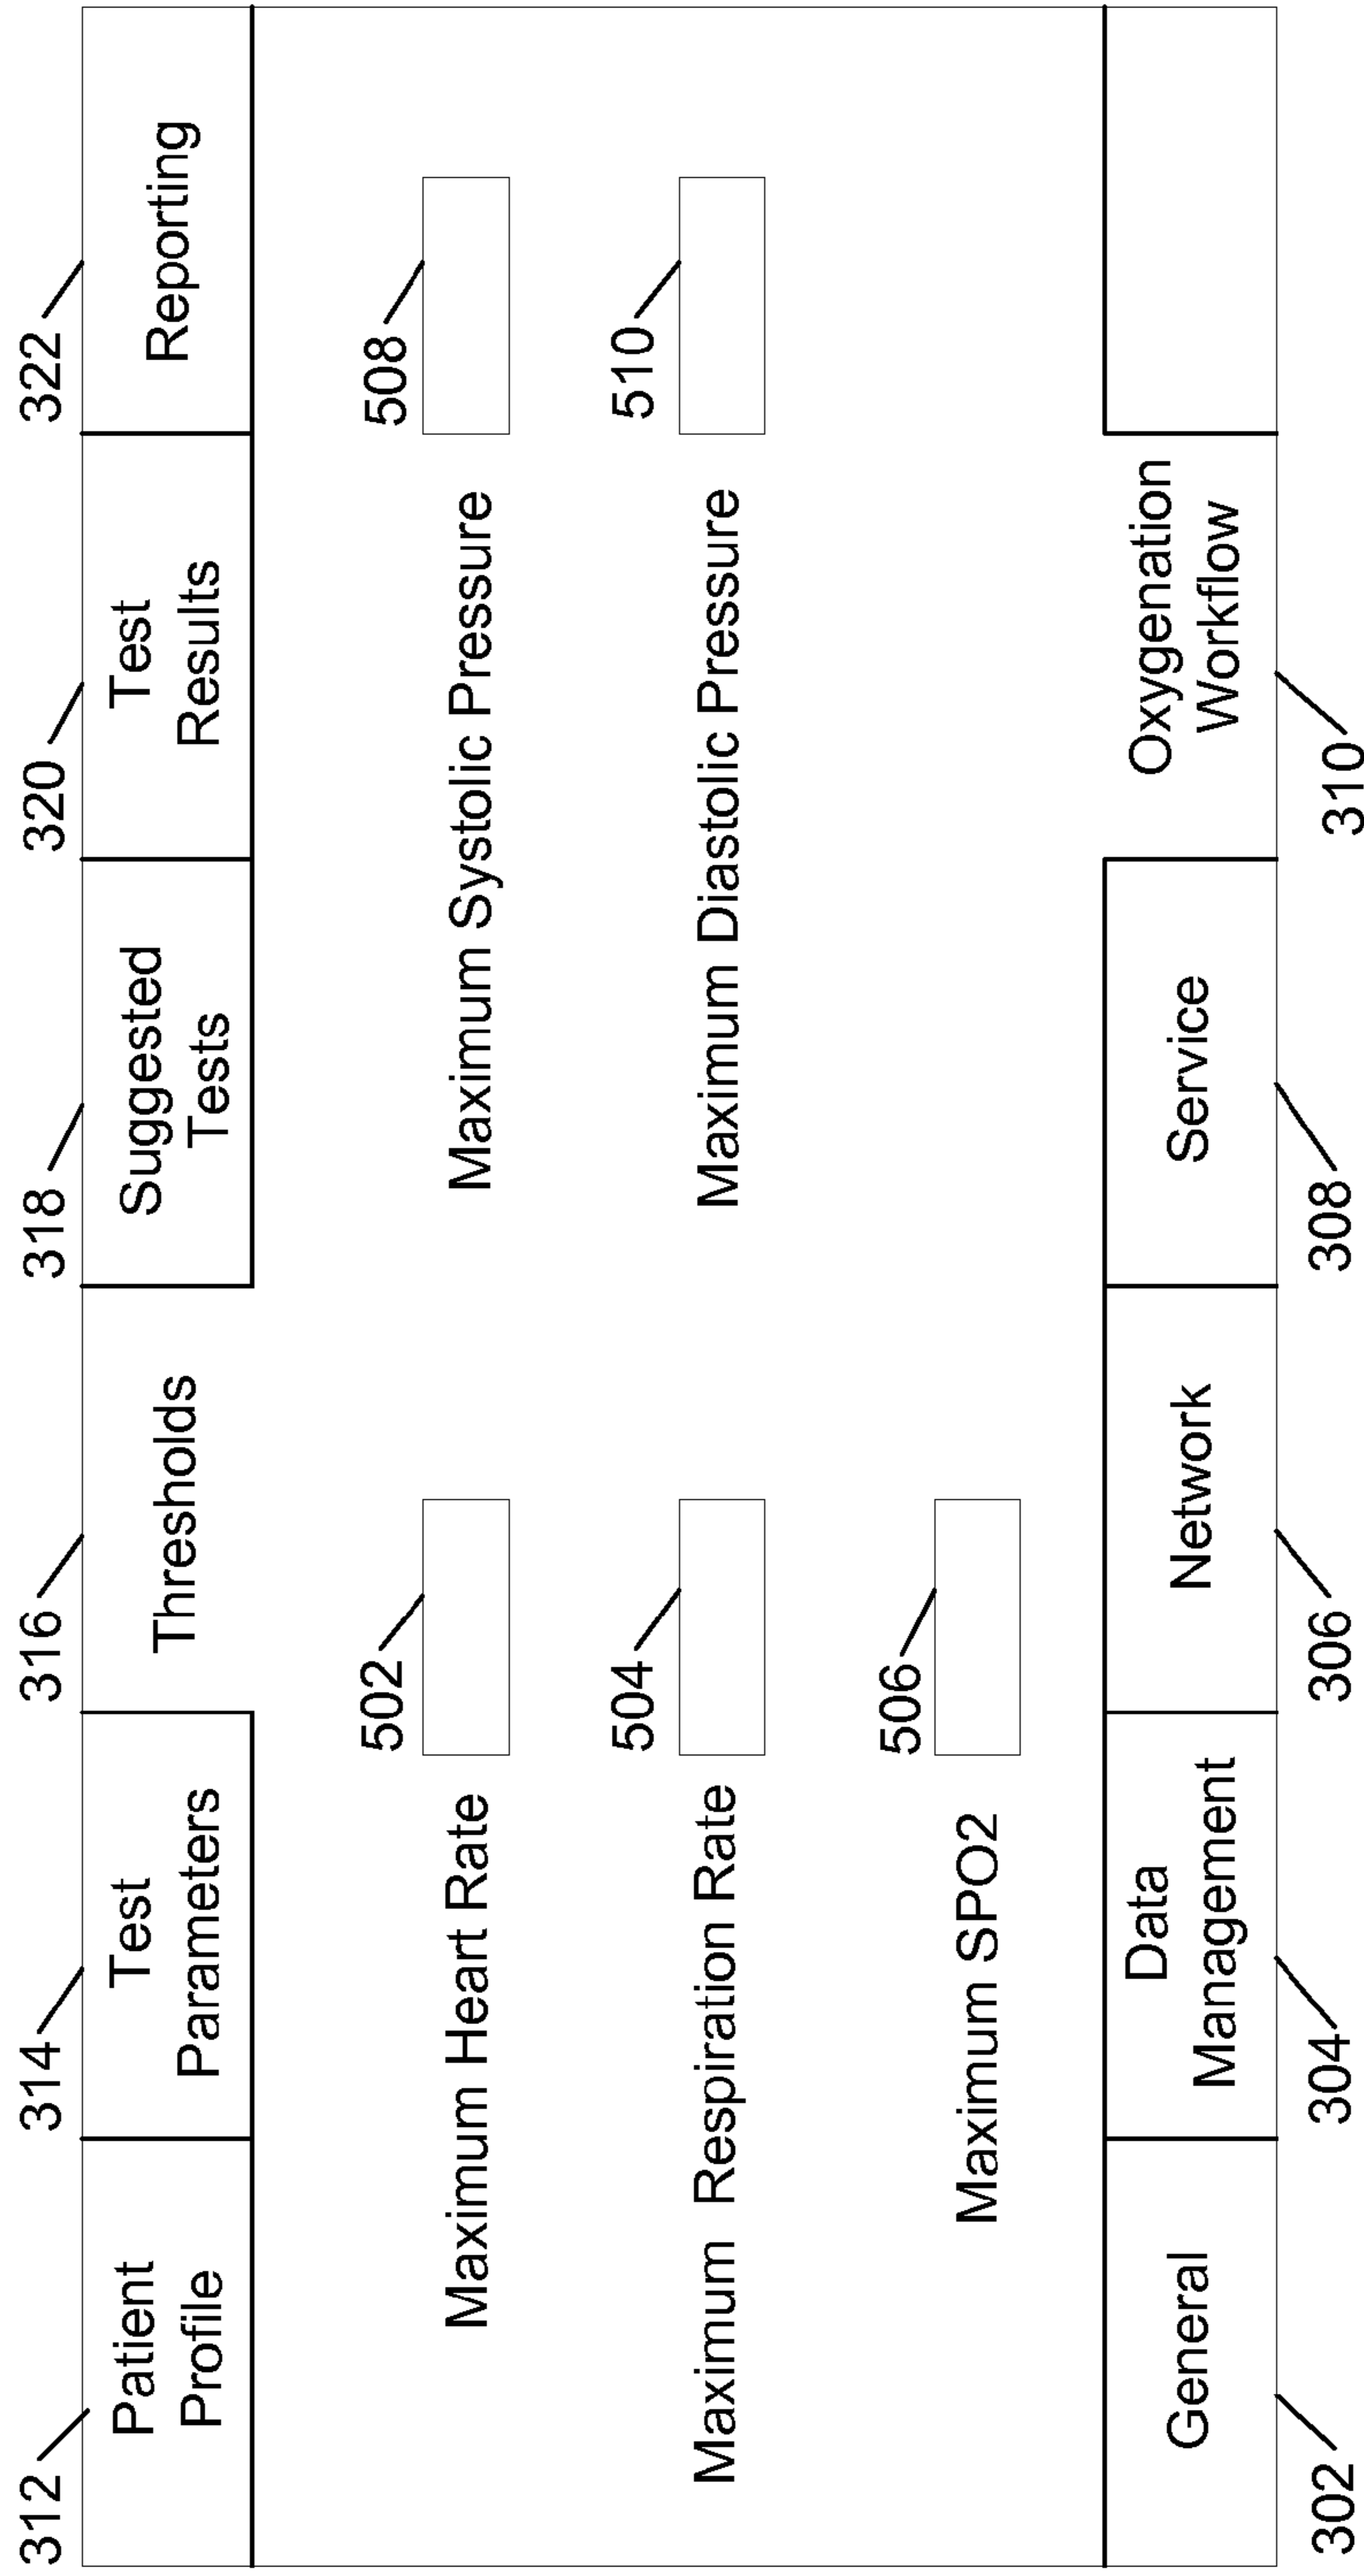 312
314
316
318
320
322
Patient
Profile
Test
Parameters
Thresholds
Suggested
Tests
Test
Results
Reporting
502
508
Maximum Heart Rate
Maximum Systolic Pressure
504
510
Maximum Respiration Rate
Maximum Diastolic Pressure
506
Maximum SPO2
General
Data
Management
Network
Service
Oxygenation
Workflow
302
304
306
308
310